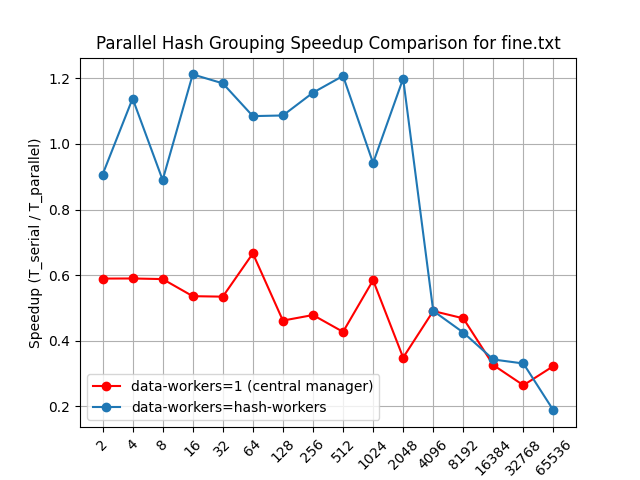 Parallel Hash Grouping Speedup Comparison for fine.txt
Speedup (T_serial / T_parallel)
1.2
1.0
0.8
0.6
0.4
0.2
data-workers=1 (central manager)
data-workers=hash-workers
2 4 8 16 32 64 128 256 512 1024 2048 4096 8192 16384 32768 65536